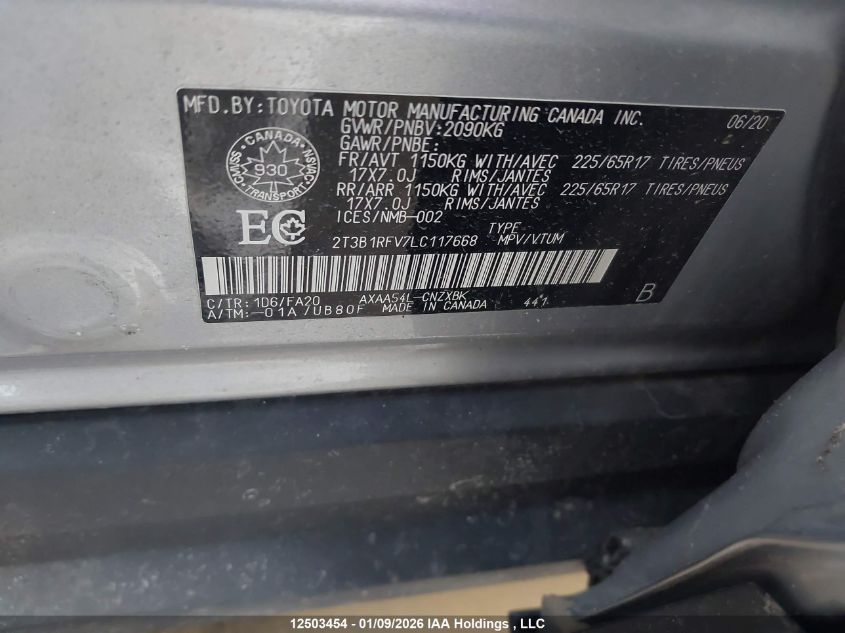 MFD.BY:TOYOTA MOTOR MANUFACTURING CANADA INC. 06/20
GVWR/PNBV:2090KG
GAWR/PNBE:
FR/AVT 1150KG WITH/AVEC 225/65R17 TIRES/PNEUS
17X7.0J RIMS/JANTES
RR/ARR 1150KG WITH/AVEC 225/65R17 TIRES/PNEUS
17X7.0J RIMS/JANTES
ICES/NMB-002
CANADA
CMVSS 930 NSVAC
TRANSPORT
EC
TYPE
2T3B1RFV7LC117668 MPV/VTUM
C/TR: 1D6/FA20 AXAA54L-CNZXBK
A/TM: -01A/UB80F MADE IN CANADA 441 B
12503454 - 01/09/2026 IAA Holdings , LLC